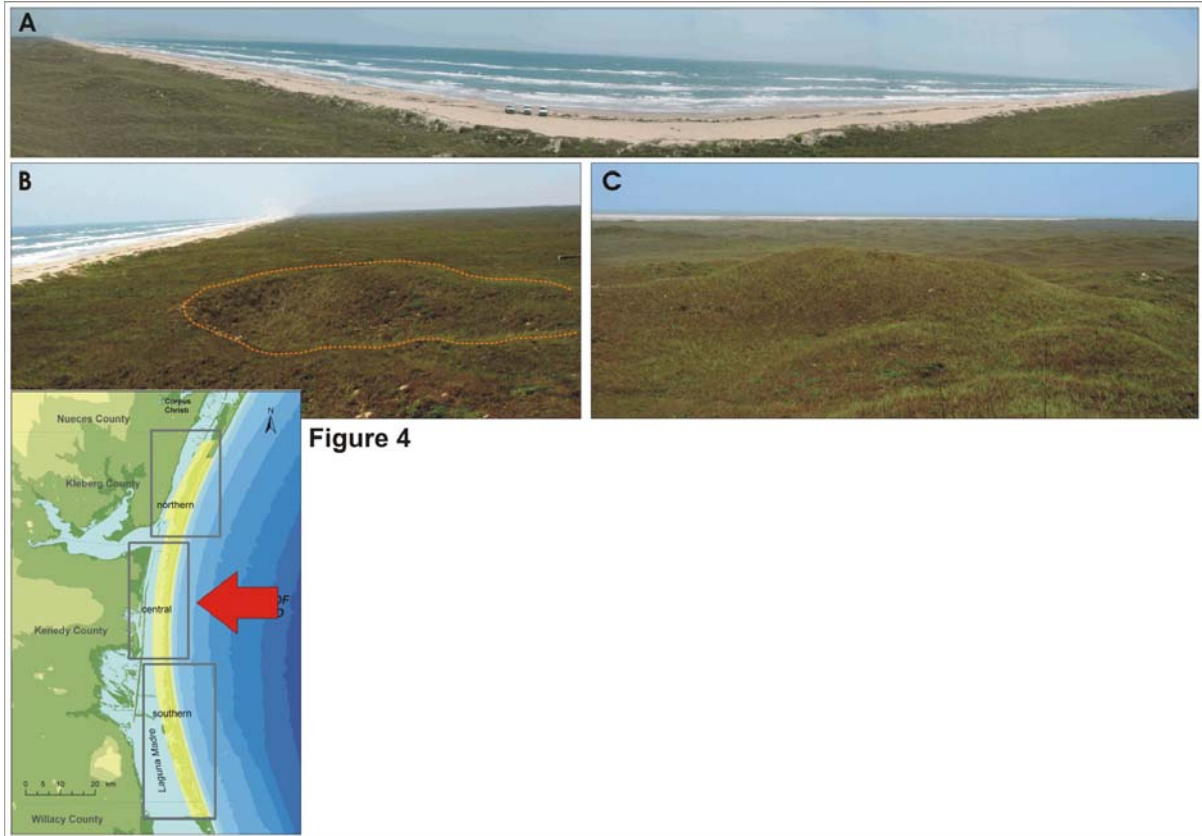 A
B
C
Figure 4
Corpus
Christi
N
Nueces County
Kleberg County
northern
central
Kenedy County
southern
Laguna Madre
0 5 10 20 km
Willacy County